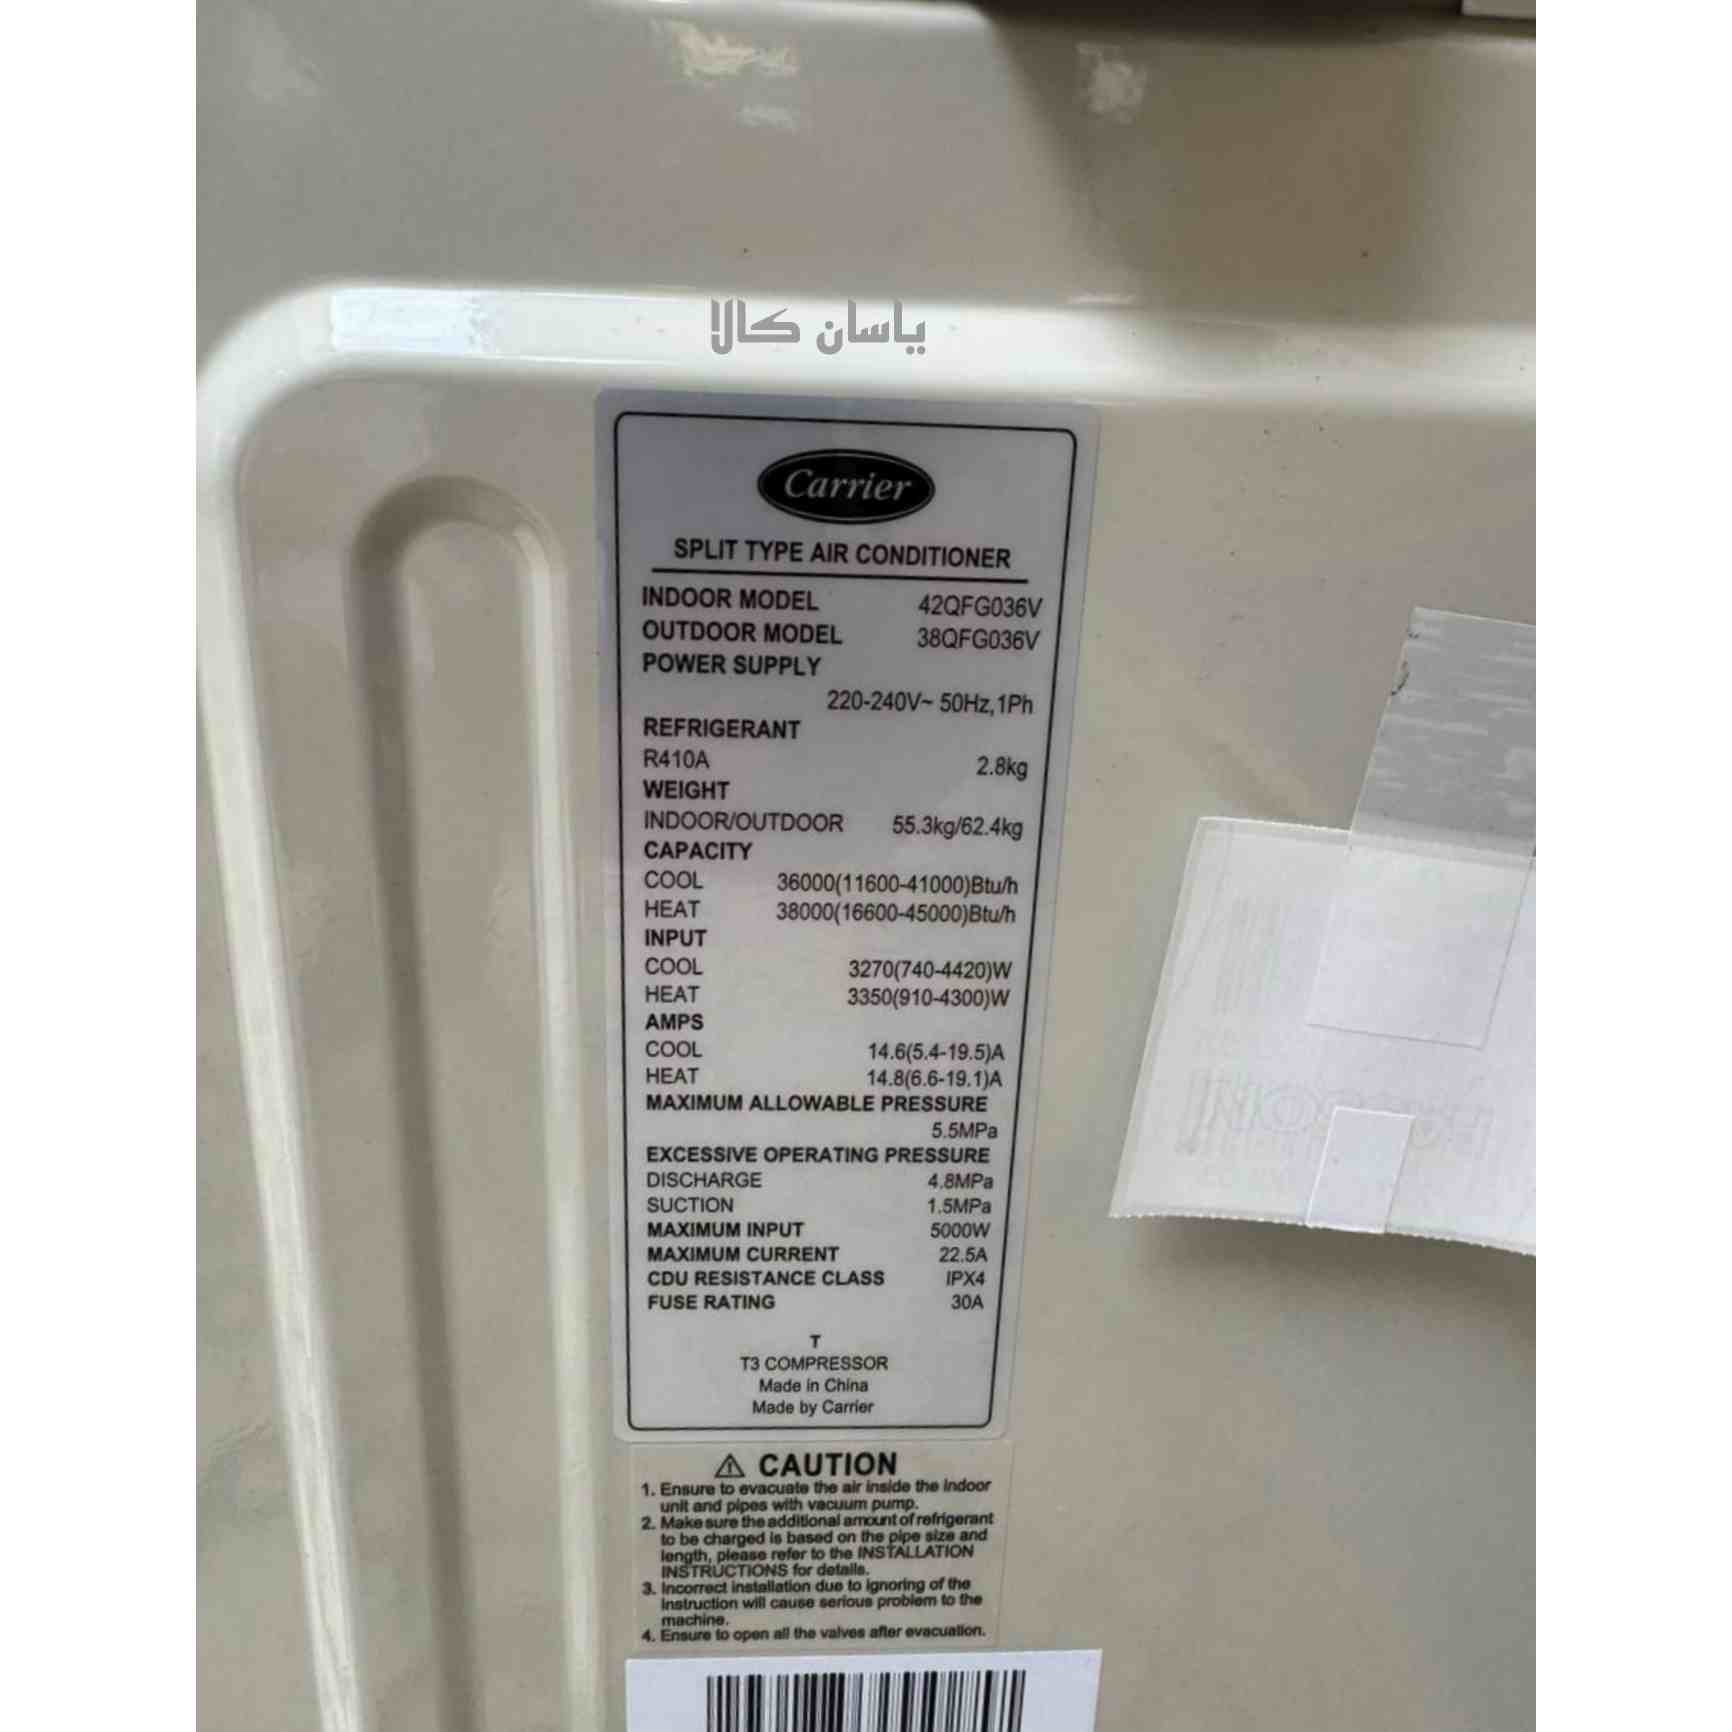 یاسان کالا
Carrier
SPLIT TYPE AIR CONDITIONER
INDOOR MODEL 42QFG036V
OUTDOOR MODEL 38QFG036V
POWER SUPPLY
220-240V~ 50Hz,1Ph
REFRIGERANT
R410A 2.8kg
WEIGHT
INDOOR/OUTDOOR 55.3kg/62.4kg
CAPACITY
COOL 36000(11600-41000)Btu/h
HEAT 38000(16600-45000)Btu/h
INPUT
COOL 3270(740-4420)W
HEAT 3350(910-4300)W
AMPS
COOL 14.6(5.4-19.5)A
HEAT 14.8(6.6-19.1)A
MAXIMUM ALLOWABLE PRESSURE
5.5MPa
EXCESSIVE OPERATING PRESSURE
DISCHARGE 4.8MPa
SUCTION 1.5MPa
MAXIMUM INPUT 5000W
MAXIMUM CURRENT 22.5A
CDU RESISTANCE CLASS IPX4
FUSE RATING 30A
T
T3 COMPRESSOR
Made in China
Made by Carrier
CAUTION
1. Ensure to evacuate the air inside the indoor
unit and pipes with vacuum pump.
2. Make sure the additional amount of refrigerant
to be charged is based on the pipe size and
length, please refer to the INSTALLATION
INSTRUCTIONS for details.
3. Incorrect installation due to ignoring of the
instruction will cause serious problem to the
machine.
4. Ensure to open all the valves after evacuation.